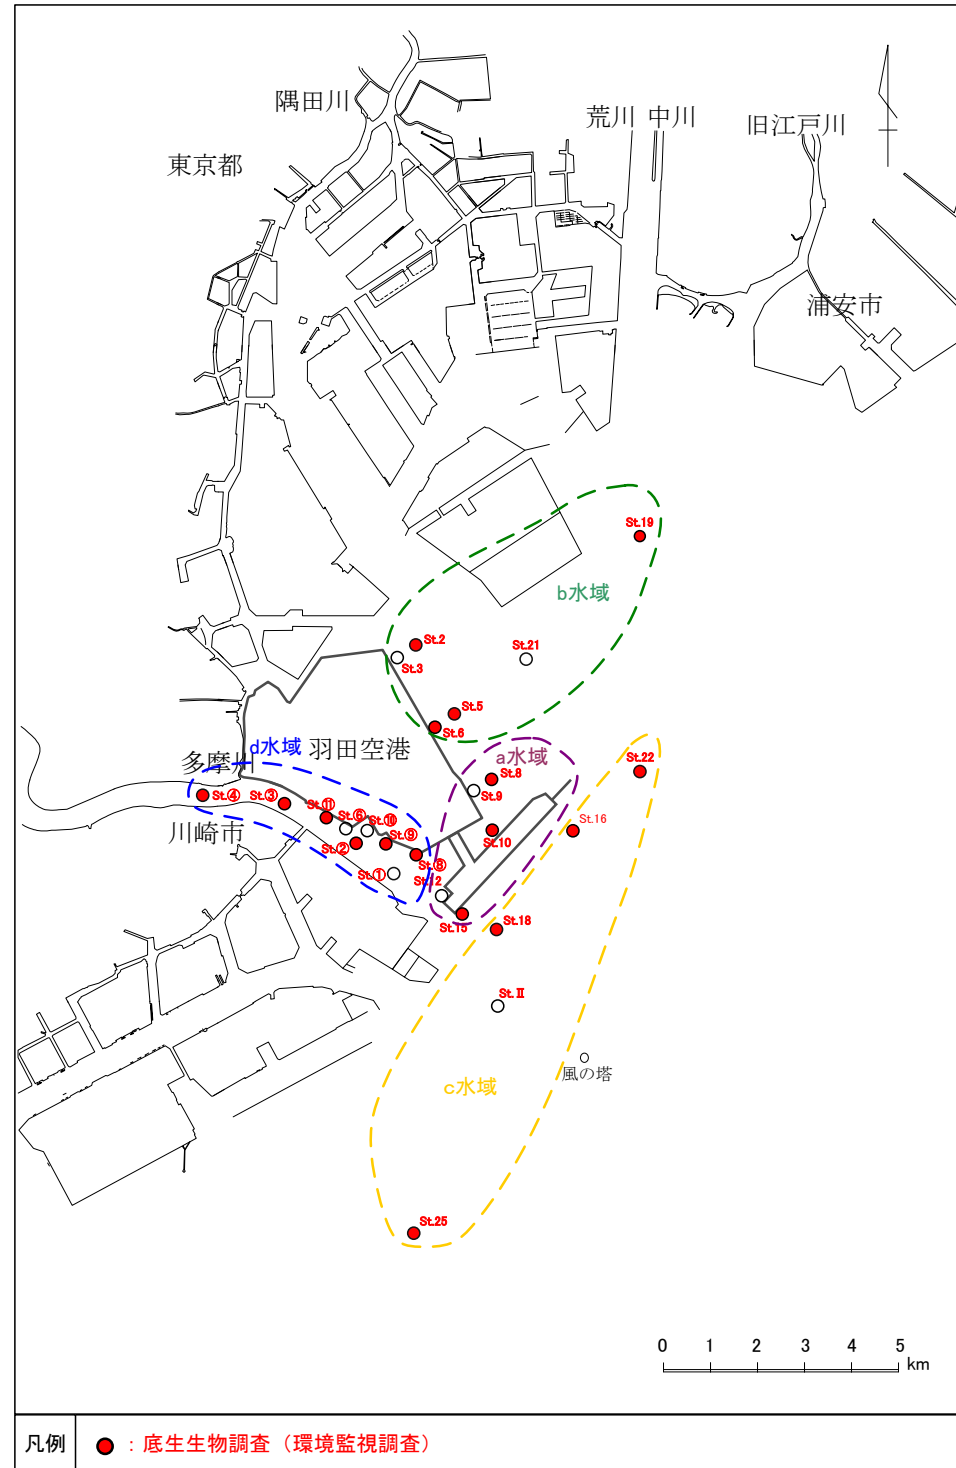 隅田川
荒川 中川
旧江戸川
東京都
浦安市
St.19
b水域
St.2
St.3
St.21
St.5
St.6
d水域
羽田空港
a水域
多摩川
St.8
St.22
St.9
St.④
St.③
St.⑪
St.⑥
St.⑩
St.10
St.16
川崎市
St.②
St.⑨
St.⑧
St.①
St.12
St.15
St.18
St.Ⅱ
風の塔
c水域
St.25
0 1 2 3 4 5
km
凡例
：底生生物調査（環境監視調査）